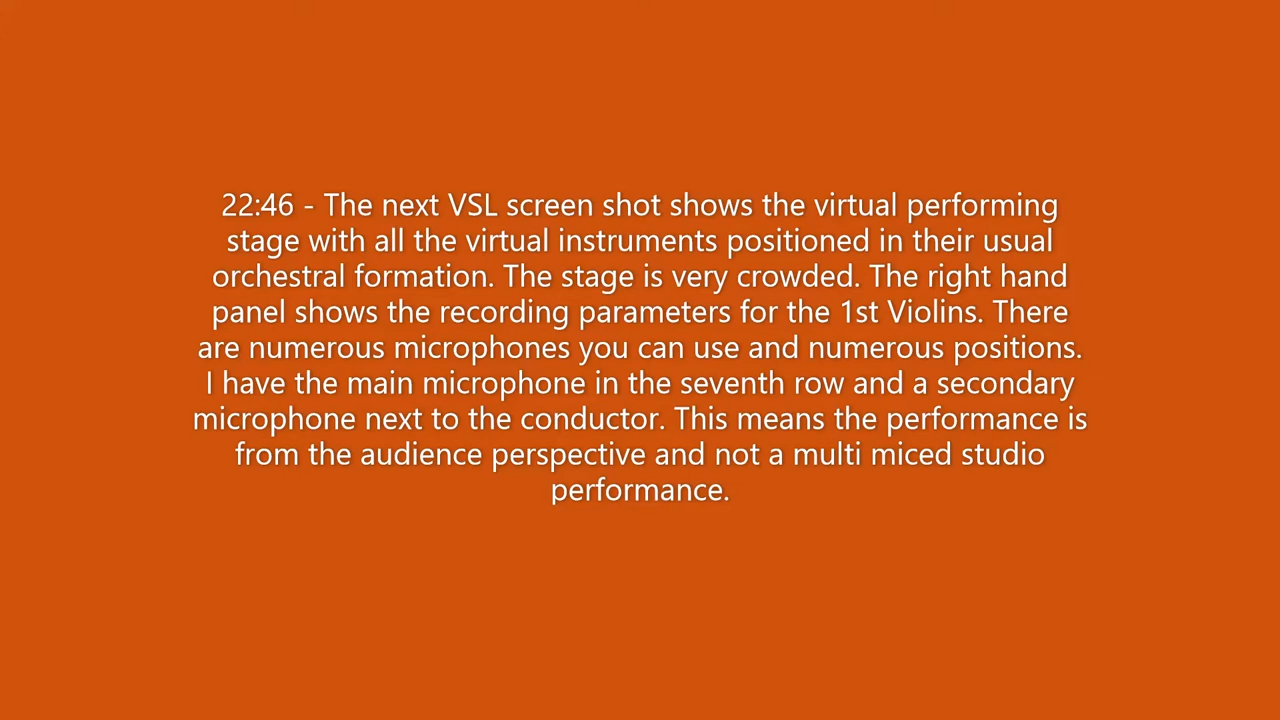 22:46 - The next VSL screen shot shows the virtual performing
stage with all the virtual instruments positioned in their usual
orchestral formation. The stage is very crowded. The right hand
panel shows the recording parameters for the 1st Violins. There
are numerous microphones you can use and numerous positions.
I have the main microphone in the seventh row and a secondary
microphone next to the conductor. This means the performance is
from the audience perspective and not a multi miced studio
performance.